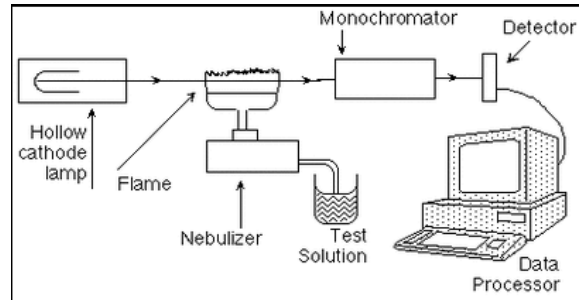 Monochromator
Detector
Hollow
cathode
lamp
Flame
Nebulizer
Test
Solution
Data
Processor